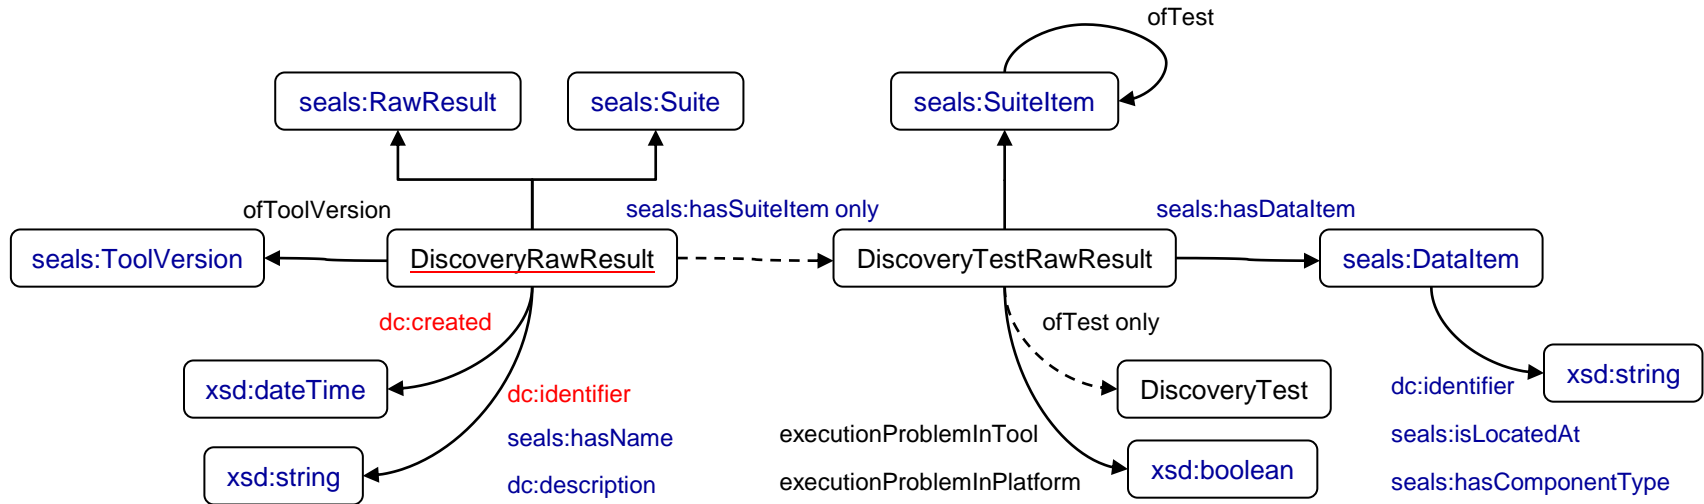 ofTest
seals:RawResult
seals:Suite
seals:SuiteItem
ofToolVersion
seals:hasSuiteItem only
seals:hasDataItem
seals:ToolVersion
DiscoveryRawResult
DiscoveryTestRawResult
seals:DataItem
dc:created
ofTest only
xsd:dateTime
dc:identifier
DiscoveryTest
dc:identifier
xsd:string
seals:hasName
executionProblemInTool
seals:isLocatedAt
xsd:string
dc:description
executionProblemInPlatform
xsd:boolean
seals:hasComponentType